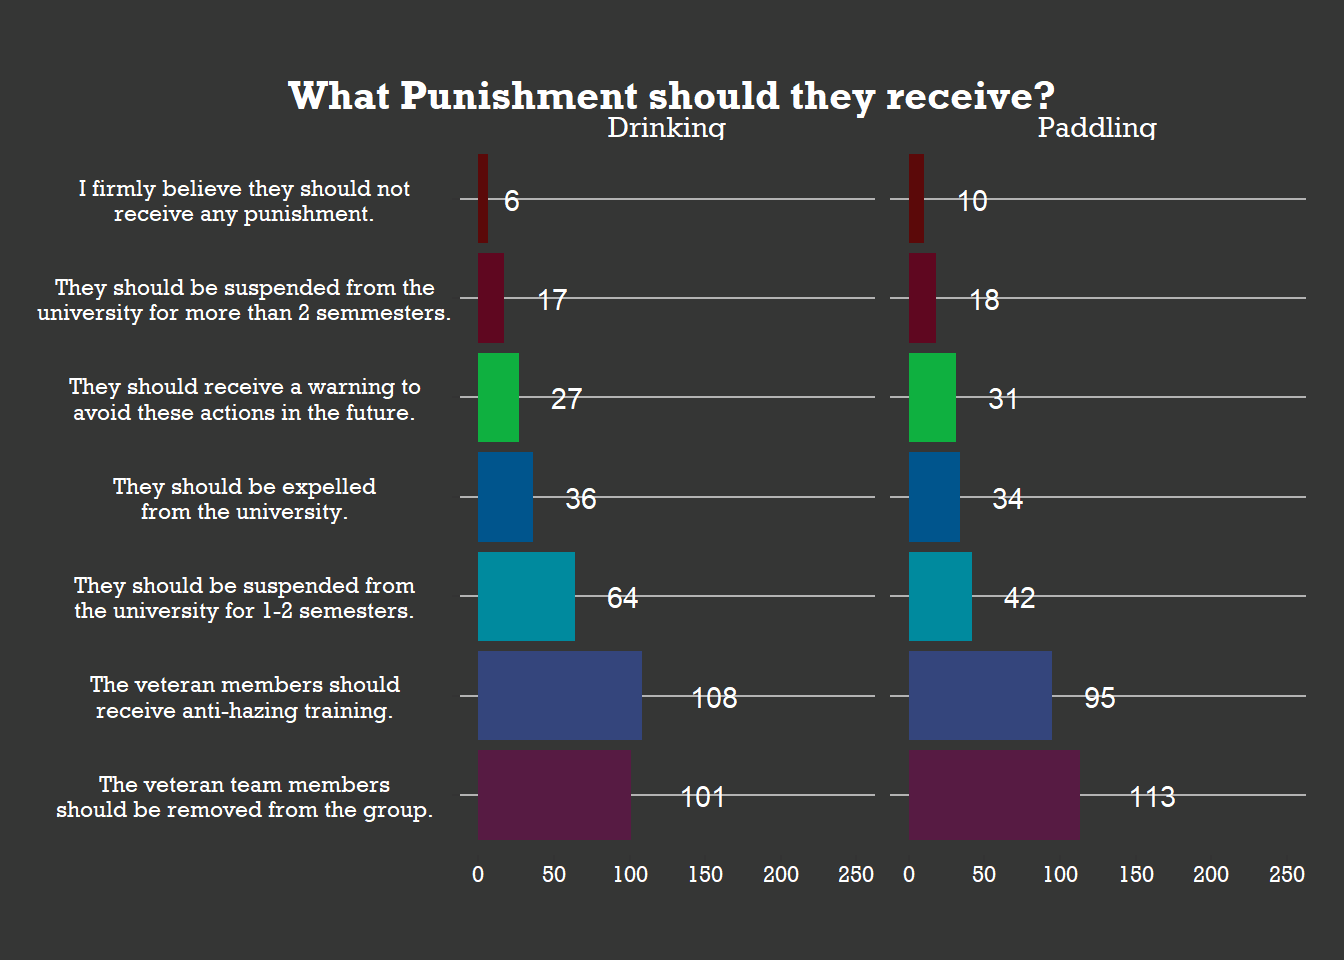 What Punishment should they receive?
Drinking
Paddling
I firmly believe they should not
receive any punishment.
6
10
They should be suspended from the
university for more than 2 semmesters.
17
18
They should receive a warning to
avoid these actions in the future.
27
31
They should be expelled
from the university.
36
34
They should be suspended from
the university for 1-2 semesters.
64
42
The veteran members should
receive anti-hazing training.
108
95
The veteran team members
should be removed from the group.
101
113
0 50 100 150 200 250
0 50 100 150 200 250